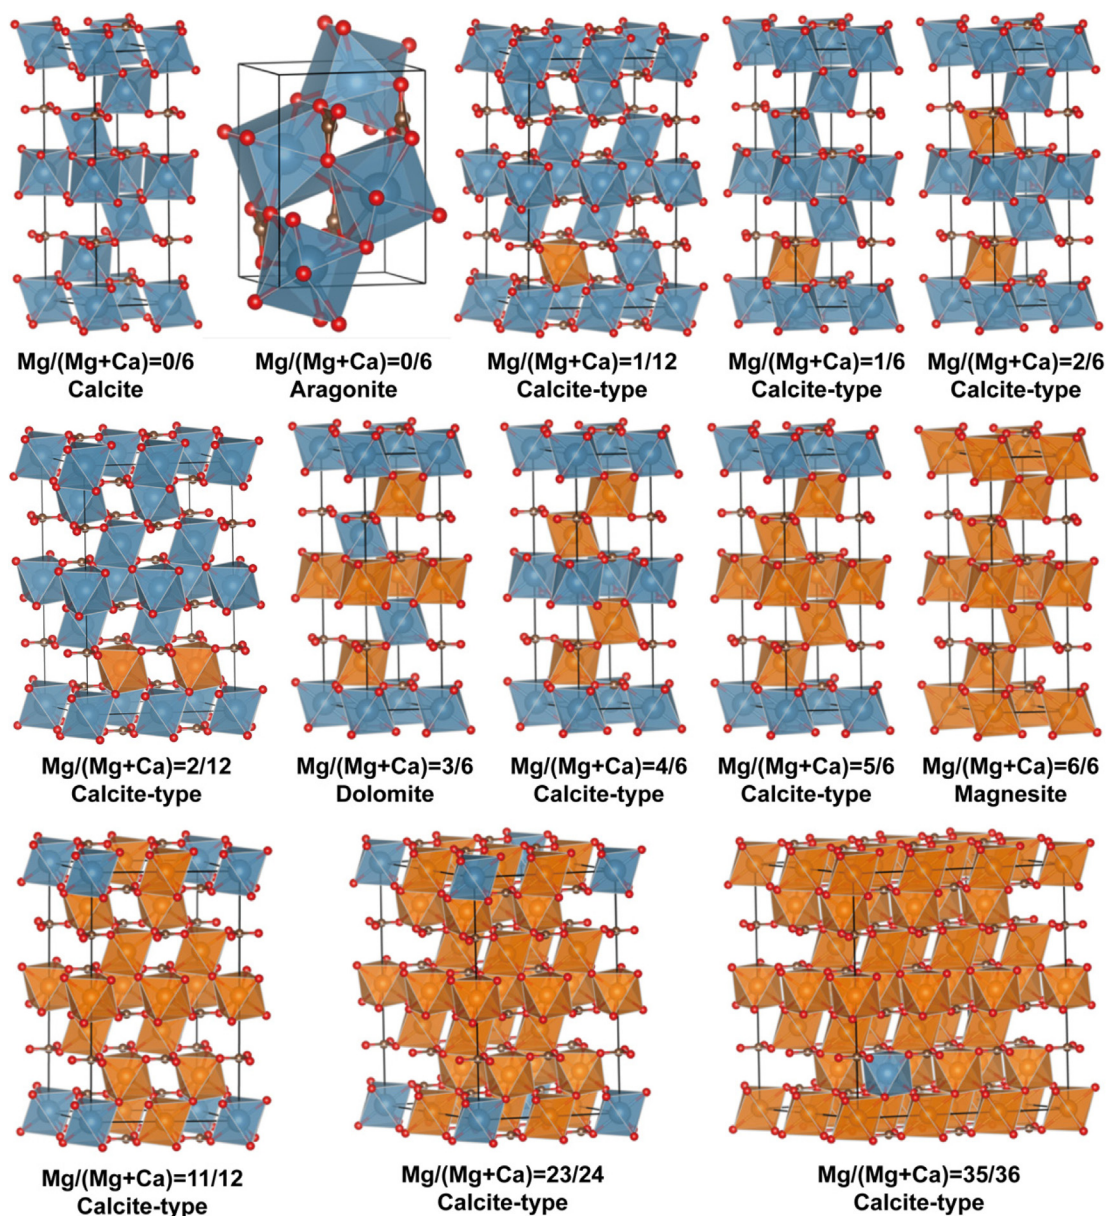 Mg/(Mg+Ca)=0/6
Calcite
Mg/(Mg+Ca)=0/6
Aragonite
Mg/(Mg+Ca)=1/12
Calcite-type
Mg/(Mg+Ca)=1/6
Calcite-type
Mg/(Mg+Ca)=2/6
Calcite-type
Mg/(Mg+Ca)=2/12
Calcite-type
Mg/(Mg+Ca)=3/6
Dolomite
Mg/(Mg+Ca)=4/6
Calcite-type
Mg/(Mg+Ca)=5/6
Calcite-type
Mg/(Mg+Ca)=6/6
Magnesite
Mg/(Mg+Ca)=11/12
Calcite-type
Mg/(Mg+Ca)=23/24
Calcite-type
Mg/(Mg+Ca)=35/36
Calcite-type